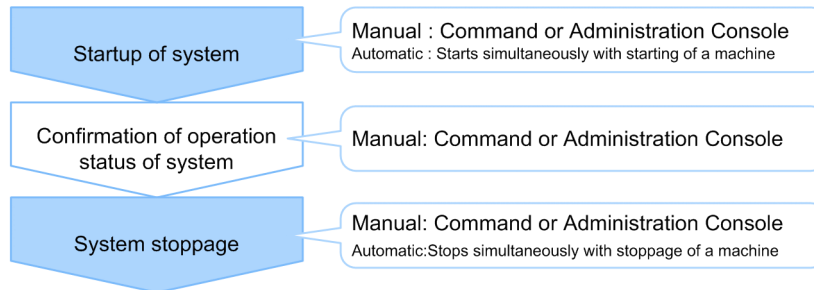 Startup of system
Manual : Command or Administration Console
Automatic : Starts simultaneously with starting of a machine
Confirmation of operation
status of system
Manual: Command or Administration Console
System stoppage
Manual: Command or Administration Console
Automatic:Stops simultaneously with stoppage of a machine